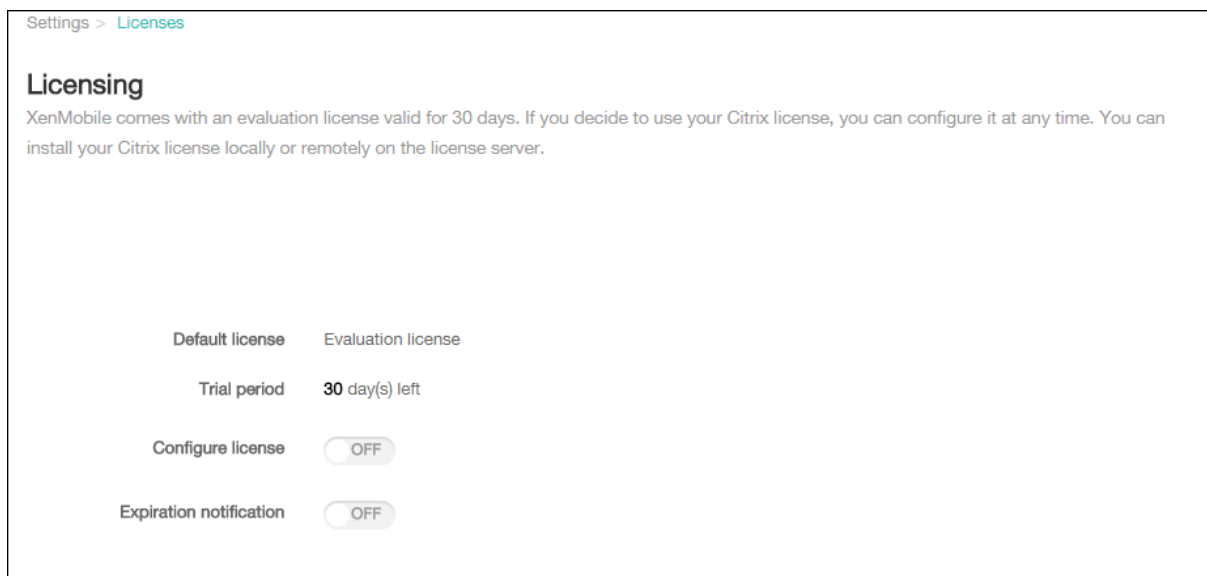 Settings > Licenses
Licensing
XenMobile comes with an evaluation license valid for 30 days. If you decide to use your Citrix license, you can configure it at any time. You can
install your Citrix license locally or remotely on the license server.
Default license Evaluation license
Trial period 30 day(s) left
Configure license OFF
Expiration notification OFF